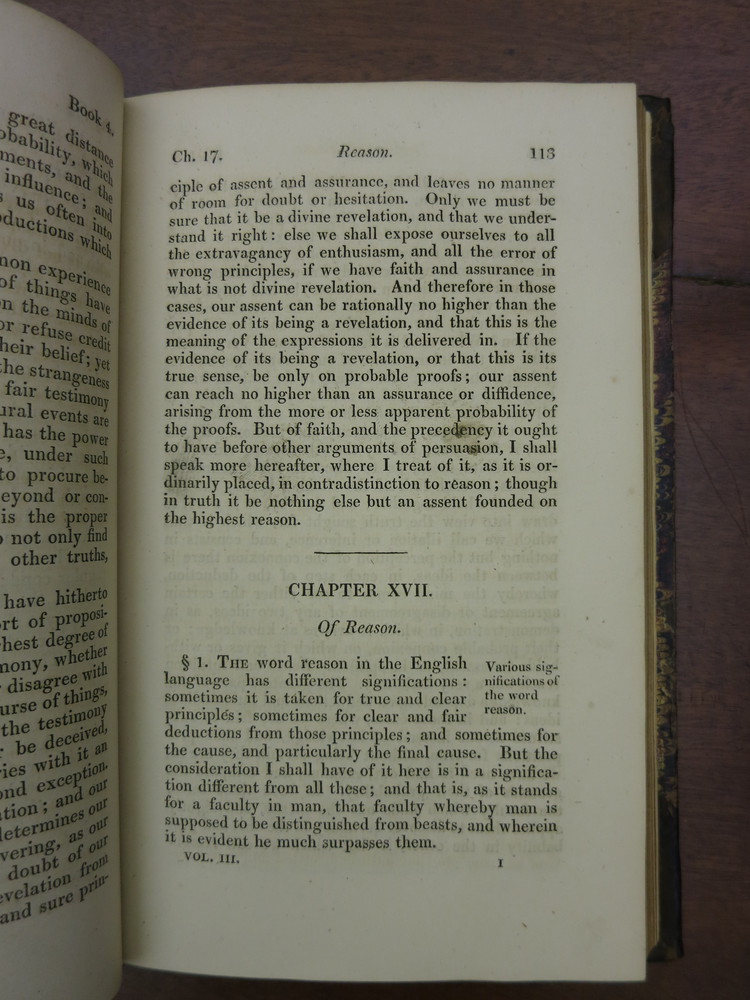 Book 4.
great distance
obability, which
ments, and the
influence; and
us often into
ductions which
mon experience
of things have
on the minds of
or refuse credit
heir belief; yet
the strangeness
fair testimony
ural events are
has the power
e, under such
to procure be-
eyond or con-
is the proper
o not only find
other truths,
have hitherto
rt of proposi-
hest degree of
mony, whether
disagree with
urse of things,
the testimony
r be deceived,
ries with it an
ond exception.
ation; and our
determines our
vering, as our
doubt of our
evelation from
and sure prin-
Ch. 17. Reason. 113
ciple of assent and assurance, and leaves no manner
of room for doubt or hesitation. Only we must be
sure that it be a divine revelation, and that we under-
stand it right: else we shall expose ourselves to all
the extravagancy of enthusiasm, and all the error of
wrong principles, if we have faith and assurance in
what is not divine revelation. And therefore in those
cases, our assent can be rationally no higher than the
evidence of its being a revelation, and that this is the
meaning of the expressions it is delivered in. If the
evidence of its being a revelation, or that this is its
true sense, be only on probable proofs; our assent
can reach no higher than an assurance or diffidence,
arising from the more or less apparent probability of
the proofs. But of faith, and the precedency it ought
to have before other arguments of persuasion, I shall
speak more hereafter, where I treat of it, as it is or-
dinarily placed, in contradistinction to reason; though
in truth it be nothing else but an assent founded on
the highest reason.
CHAPTER XVII.
Of Reason.
§ 1. THE word reason in the English
language has different significations:
sometimes it is taken for true and clear
principles; sometimes for clear and fair
Various sig-
nifications of
the word
reason.
deductions from those principles; and sometimes for
the cause, and particularly the final cause. But the
consideration I shall have of it here is in a significa-
tion different from all these; and that is, as it stands
for a faculty in man, that faculty whereby man is
supposed to be distinguished from beasts, and wherein
it is evident he much surpasses them.
VOL. III. I